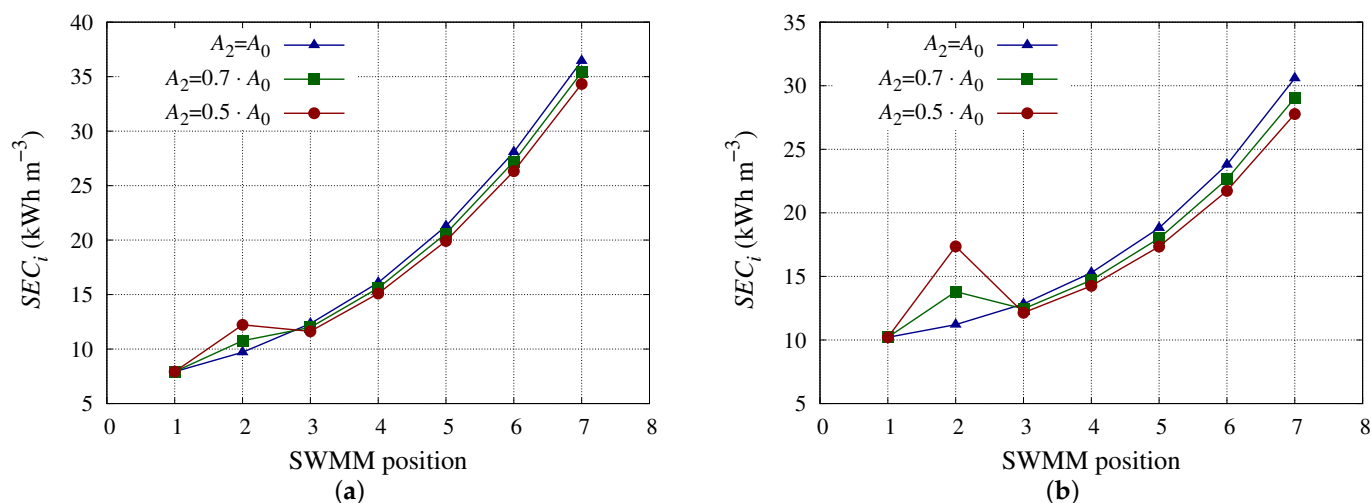 40
35
30
25
20
15
10
5
0 1 2 3 4 5 6 7 8
SEC_i (kWh m⁻³)
SWMM position
A₂=A₀
A₂=0.7 · A₀
A₂=0.5 · A₀
(a)
35
30
25
20
15
10
5
0 1 2 3 4 5 6 7 8
SEC_i (kWh m⁻³)
SWMM position
A₂=A₀
A₂=0.7 · A₀
A₂=0.5 · A₀
(b)